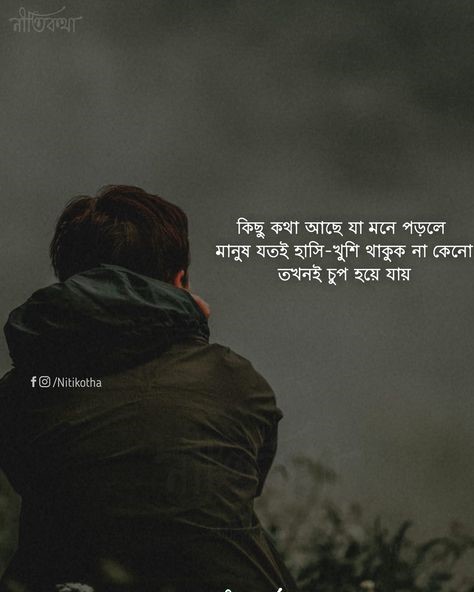 নীতিকথা
কিছু কথা আছে যা মনে পড়লে
মানুষ যতই হাসি-খুশি থাকুক না কেনো
তখনই চুপ হয়ে যায়
/Nitikotha